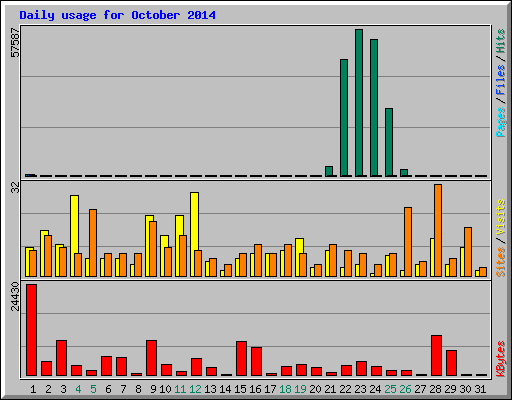 Daily usage for October 2014
57587
Pages / Files / Hits
32
Sites / Visits
24430
KBytes
1 2 3 4 5 6 7 8 9 10 11 12 13 14 15 16 17 18 19 20 21 22 23 24 25 26 27 28 29 30 31